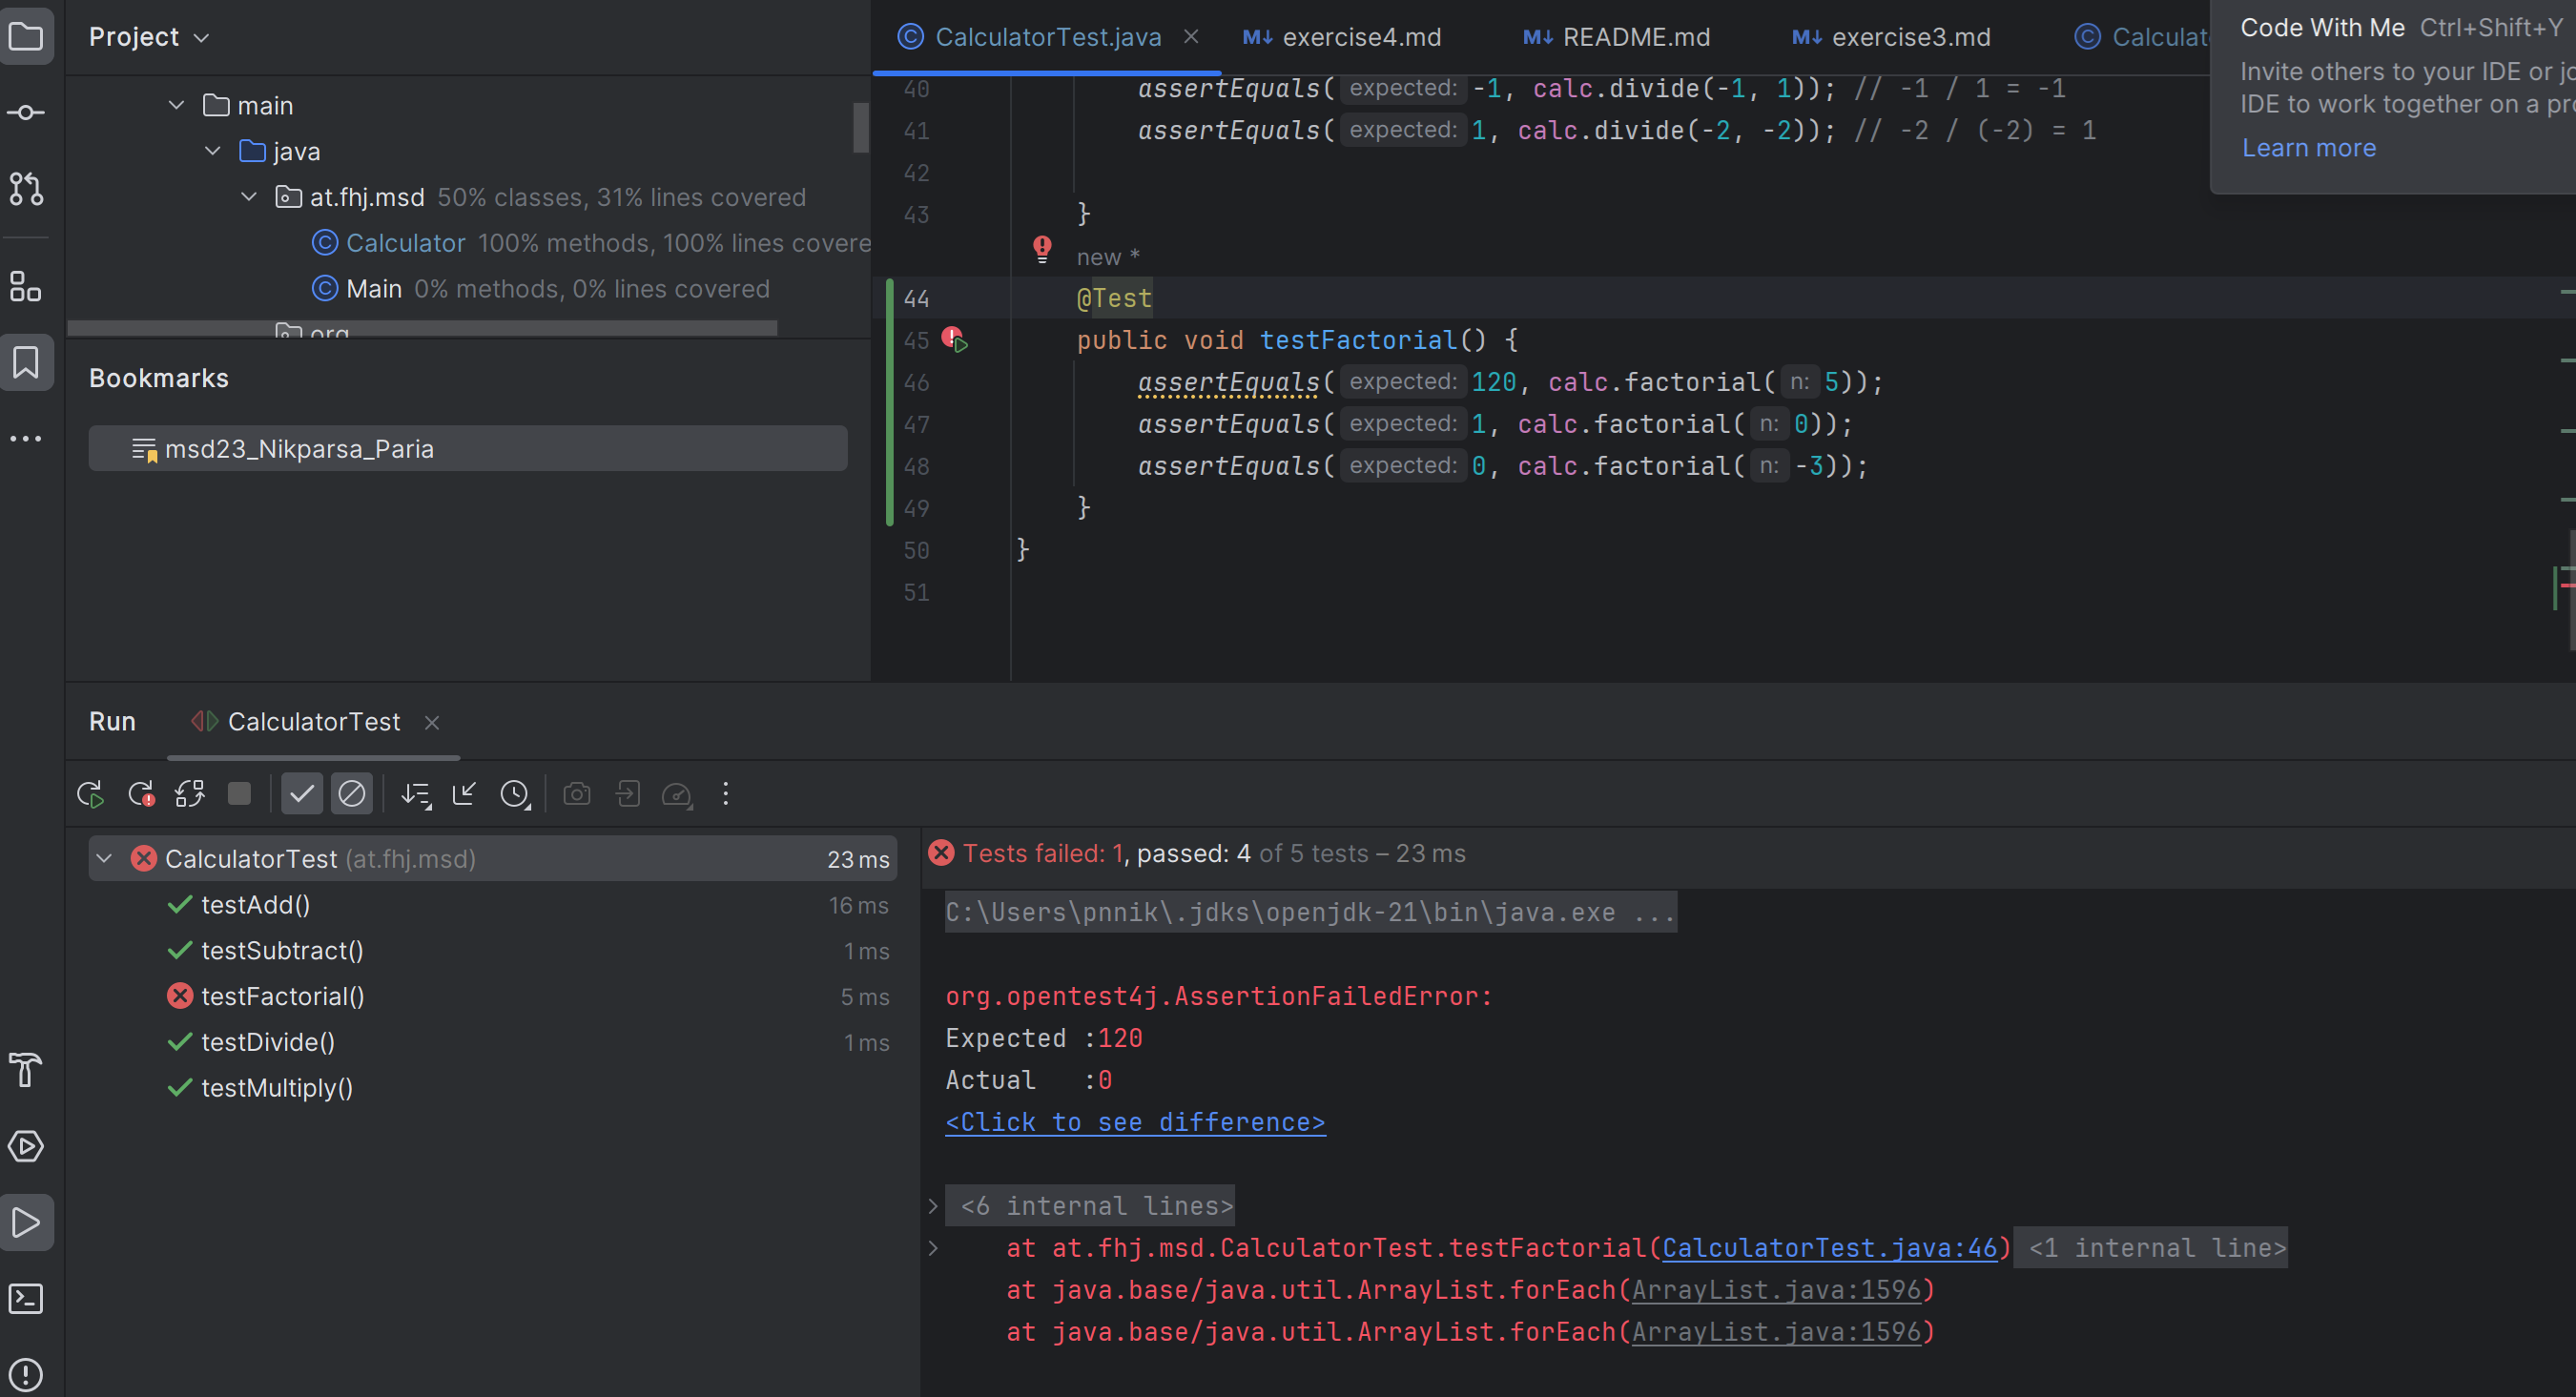 Project
main
java
at.fhj.msd 50% classes, 31% lines covered
Calculator 100% methods, 100% lines covere
Main 0% methods, 0% lines covered
org
Bookmarks
msd23_Nikparsa_Paria
CalculatorTest.java
M↓ exercise4.md
M↓ README.md
M↓ exercise3.md
Calculat
Code With Me Ctrl+Shift+Y
Invite others to your IDE or jo
IDE to work together on a pro
Learn more
40 assertEquals( expected: -1, calc.divide(-1, 1)); // -1 / 1 = -1
41 assertEquals( expected: 1, calc.divide(-2, -2)); // -2 / (-2) = 1
42
43 }
new *
44 @Test
45 public void testFactorial() {
46 assertEquals( expected: 120, calc.factorial( n: 5));
47 assertEquals( expected: 1, calc.factorial( n: 0));
48 assertEquals( expected: 0, calc.factorial( n: -3));
49 }
50 }
51
Run CalculatorTest
CalculatorTest (at.fhj.msd) 23 ms
testAdd() 16 ms
testSubtract() 1 ms
testFactorial() 5 ms
testDivide() 1 ms
testMultiply()
Tests failed: 1, passed: 4 of 5 tests – 23 ms
C:\Users\pnnik\.jdks\openjdk-21\bin\java.exe ...
org.opentest4j.AssertionFailedError:
Expected :120
Actual :0
<Click to see difference>
<6 internal lines>
at at.fhj.msd.CalculatorTest.testFactorial(CalculatorTest.java:46) <1 internal line>
at java.base/java.util.ArrayList.forEach(ArrayList.java:1596)
at java.base/java.util.ArrayList.forEach(ArrayList.java:1596)